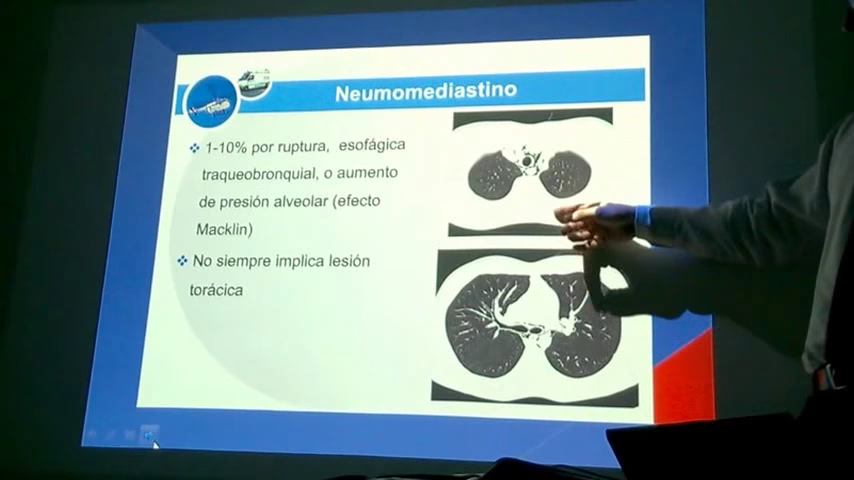 Neumomediastino
1-10% por ruptura, esofágica
traqueobronquial, o aumento
de presión alveolar (efecto
Macklin)
No siempre implica lesión
torácica